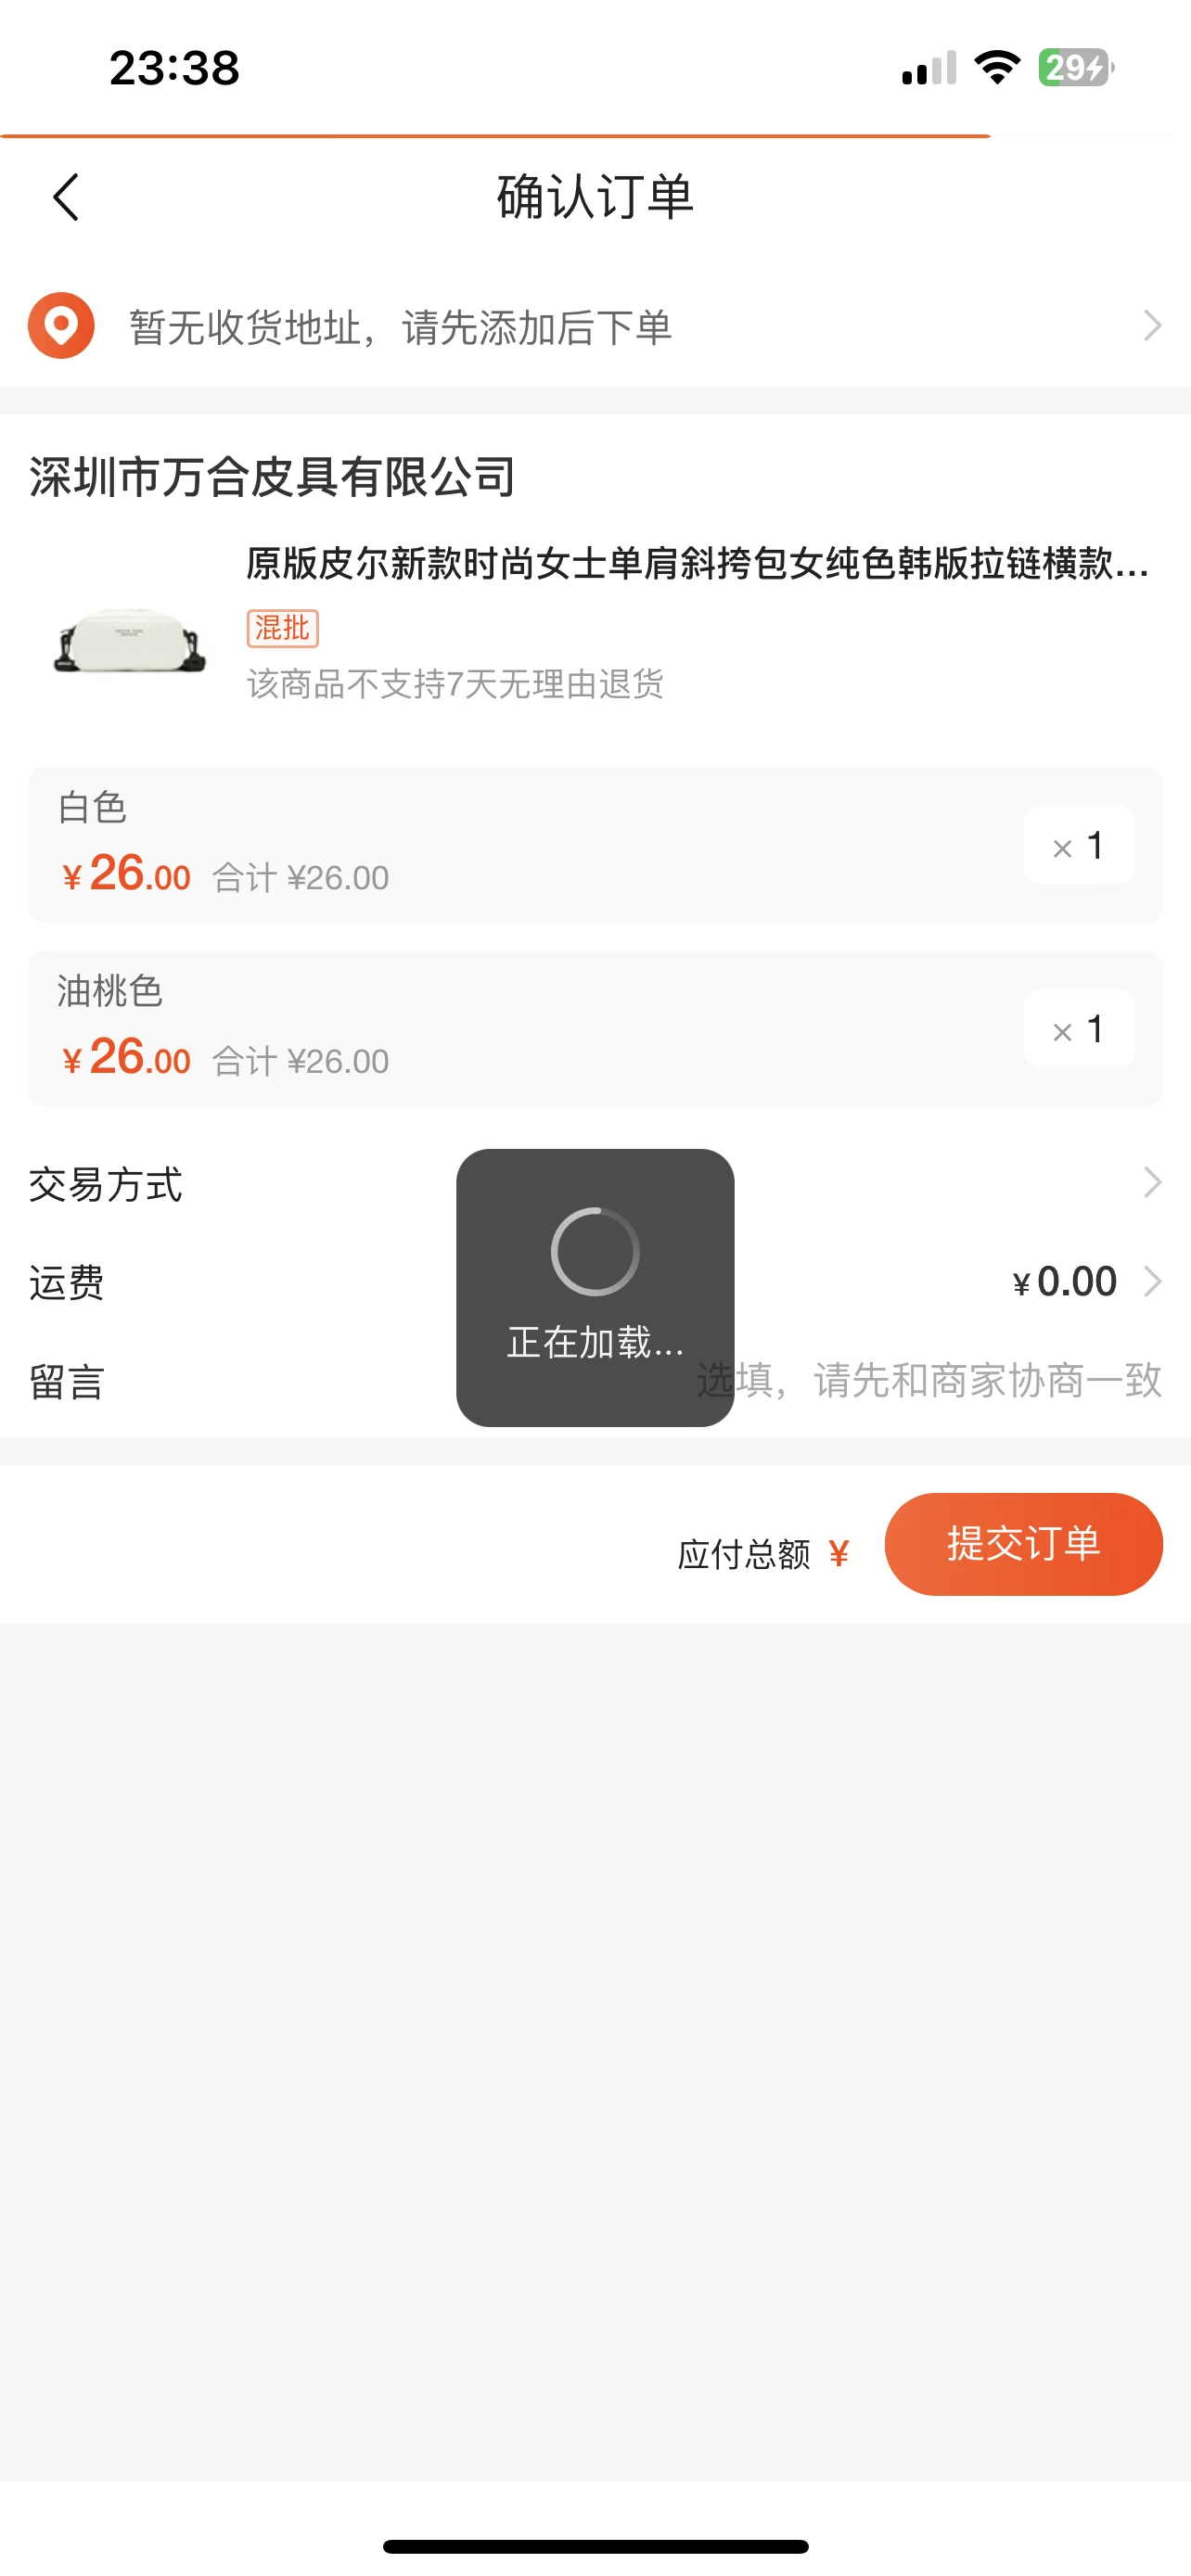 23:38
29
确认订单
暂无收货地址，请先添加后下单
深圳市万合皮具有限公司
原版皮尔新款时尚女士单肩斜挎包女纯色韩版拉链横款...
混批
该商品不支持7天无理由退货
白色
¥26.00 合计 ¥26.00
× 1
油桃色
¥26.00 合计 ¥26.00
× 1
交易方式
运费
¥0.00
正在加载...
留言
选填，请先和商家协商一致
应付总额 ¥
提交订单